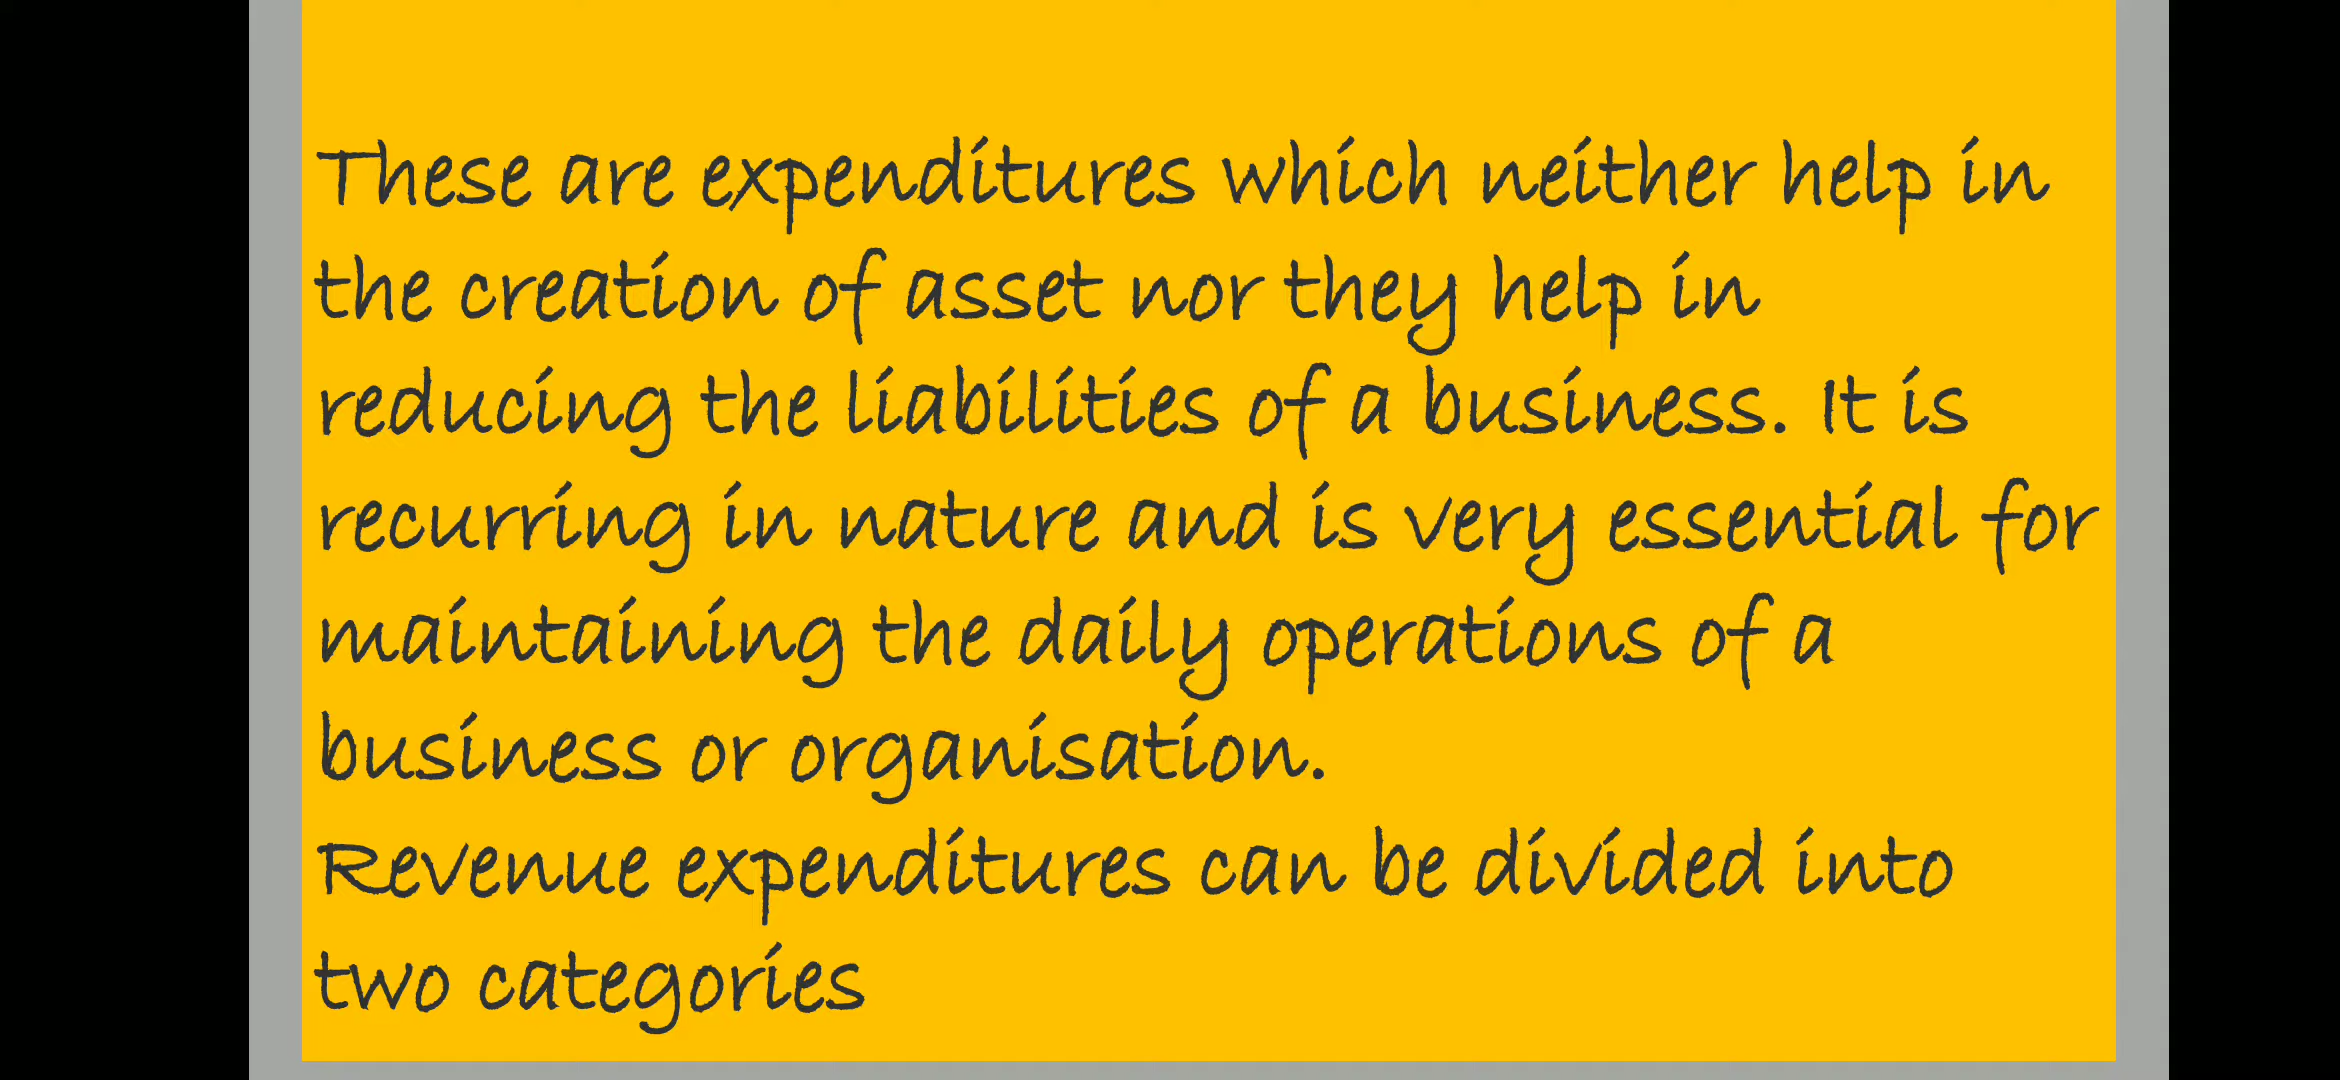 These are expenditures which neither help in
the creation of asset nor they help in
reducing the liabilities of a business. It is
recurring in nature and is very essential for
maintaining the daily operations of a
business or organisation.
Revenue expenditures can be divided into
two categories